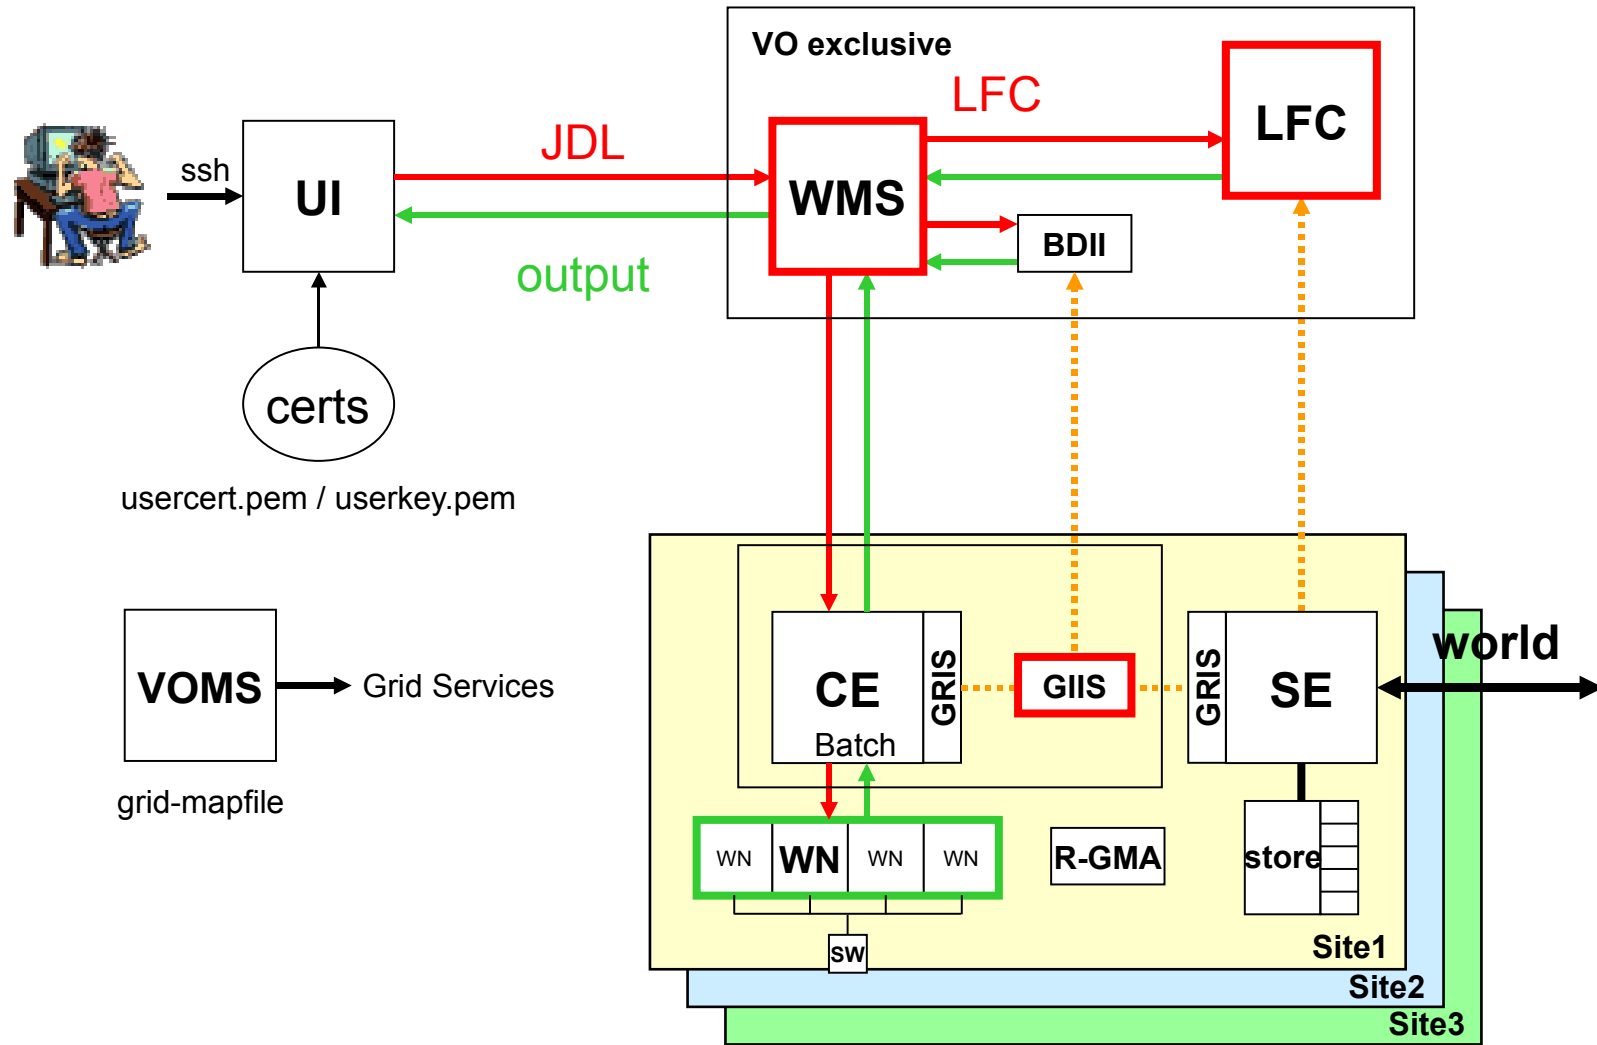 VO exclusive
LFC
LFC
JDL
ssh
UI
WMS
BDII
output
certs
usercert.pem / userkey.pem
world
VOMS
Grid Services
CE
GRIS
GIIS
GRIS
SE
Batch
grid-mapfile
WN
WN
WN
WN
R-GMA
store
SW
Site1
Site2
Site3